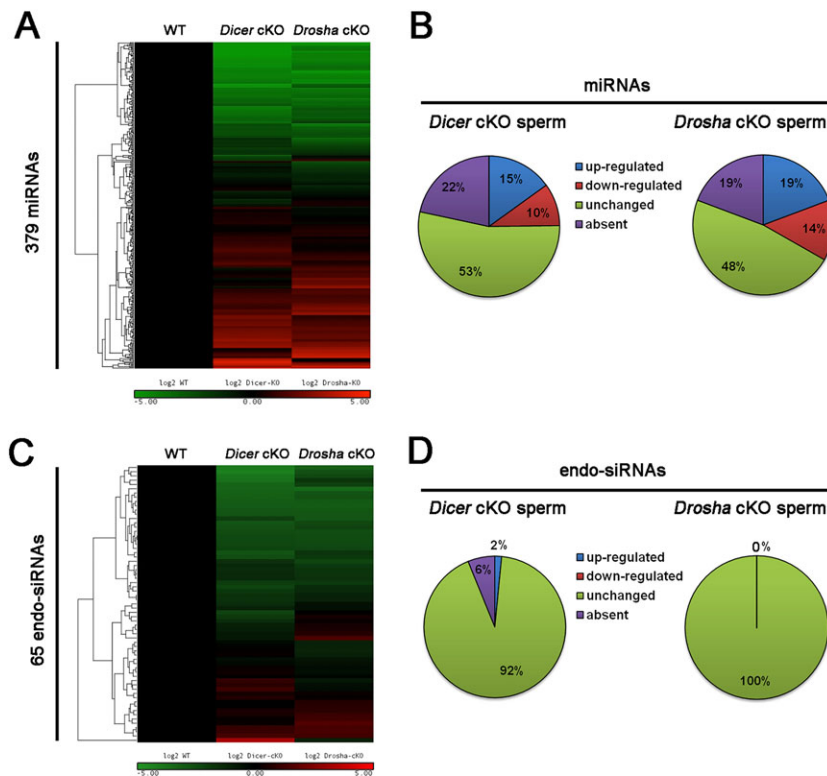 A
WT
Dicer cKO
Drosha cKO
379 miRNAs
log2 WT
log2 Dicer-KO
log2 Drosha-KO
-5.00
0.00
5.00
B
miRNAs
Dicer cKO sperm
Drosha cKO sperm
22%
15%
10%
53%
up-regulated
down-regulated
unchanged
absent
19%
19%
14%
48%
C
WT
Dicer cKO
Drosha cKO
65 endo-siRNAs
log2 WT
log2 Dicer-cKO
log2 Drosha-cKO
-5.00
0.00
5.00
D
endo-siRNAs
Dicer cKO sperm
Drosha cKO sperm
2%
6%
92%
up-regulated
down-regulated
unchanged
absent
0%
100%